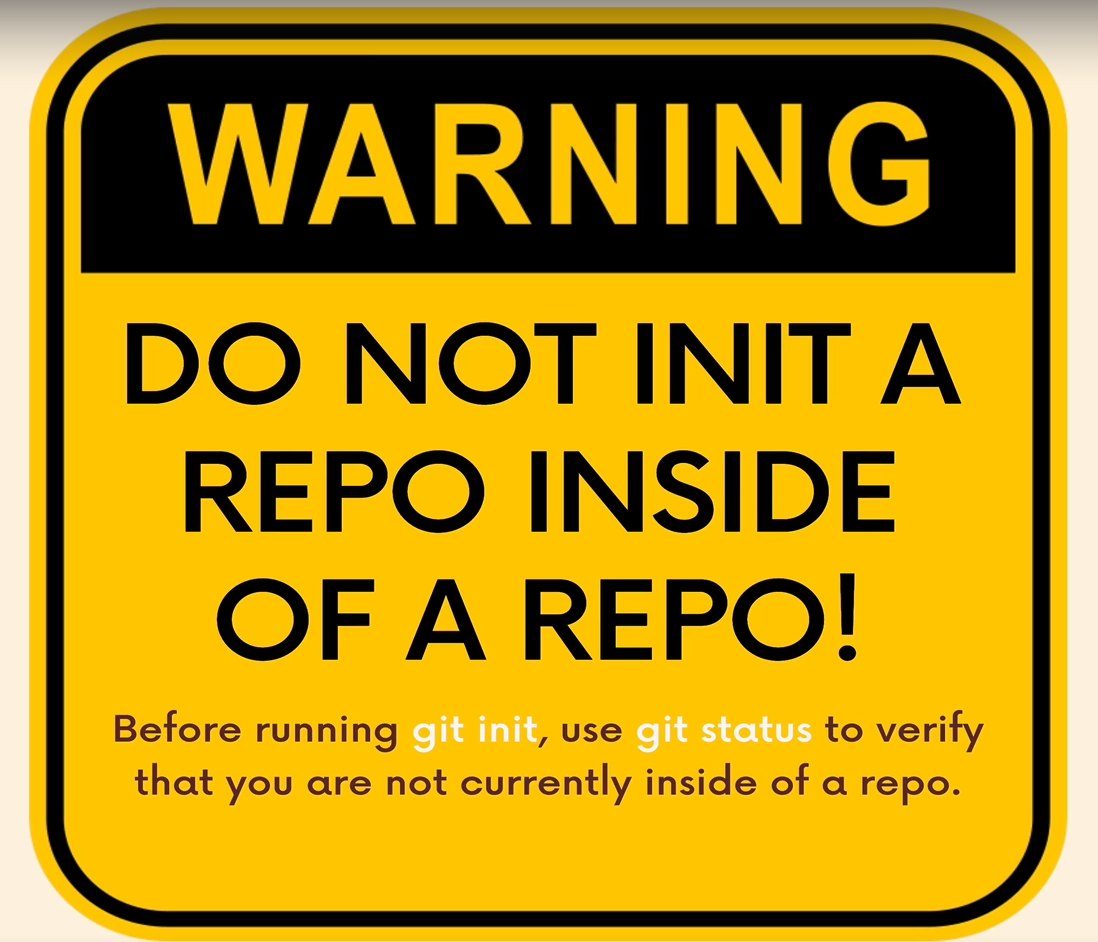 WARNING
DO NOT INIT A
REPO INSIDE
OF A REPO!
Before running git init, use git status to verify
that you are not currently inside of a repo.